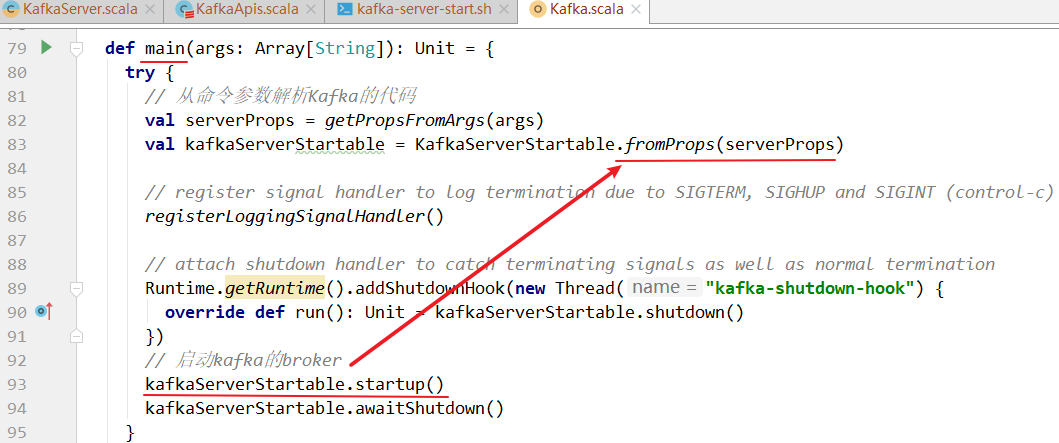 KafkaServer.scala KafkaApis.scala kafka-server-start.sh Kafka.scala
79 def main(args: Array[String]): Unit = {
80 try {
81 // 从命令参数解析Kafka的代码
82 val serverProps = getPropsFromArgs(args)
83 val kafkaServerStartable = KafkaServerStartable.fromProps(serverProps)
84
85 // register signal handler to log termination due to SIGTERM, SIGHUP and SIGINT (control-c)
86 registerLoggingSignalHandler()
87
88 // attach shutdown handler to catch terminating signals as well as normal termination
89 Runtime.getRuntime().addShutdownHook(new Thread( name = "kafka-shutdown-hook") {
90 override def run(): Unit = kafkaServerStartable.shutdown()
91 })
92 // 启动kafka的broker
93 kafkaServerStartable.startup()
94 kafkaServerStartable.awaitShutdown()
95 }